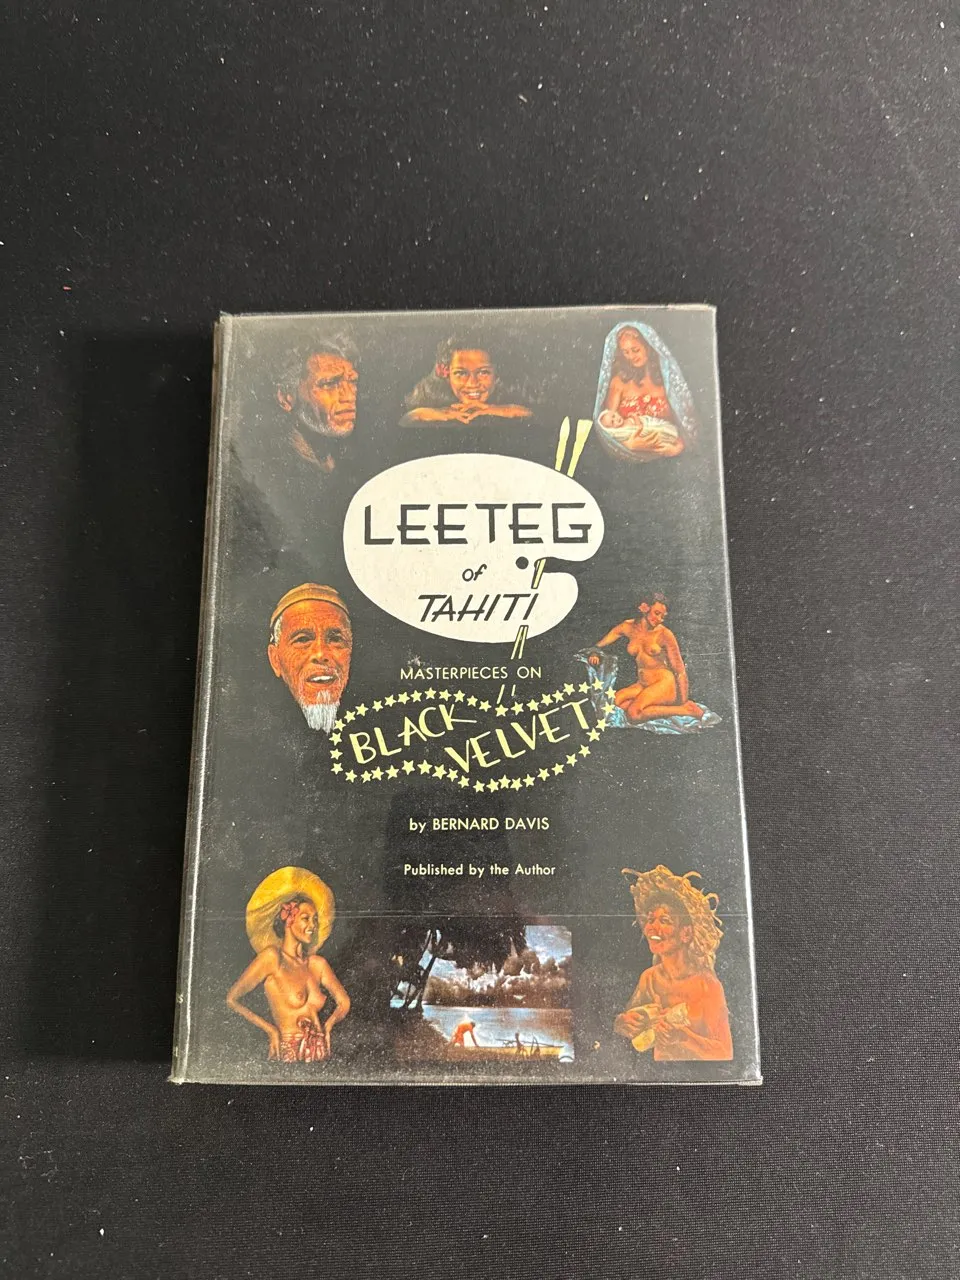 LEETEG
of
TAHITI
MASTERPIECES ON
BLACK
VELVET
by BERNARD DAVIS
Published by the Author